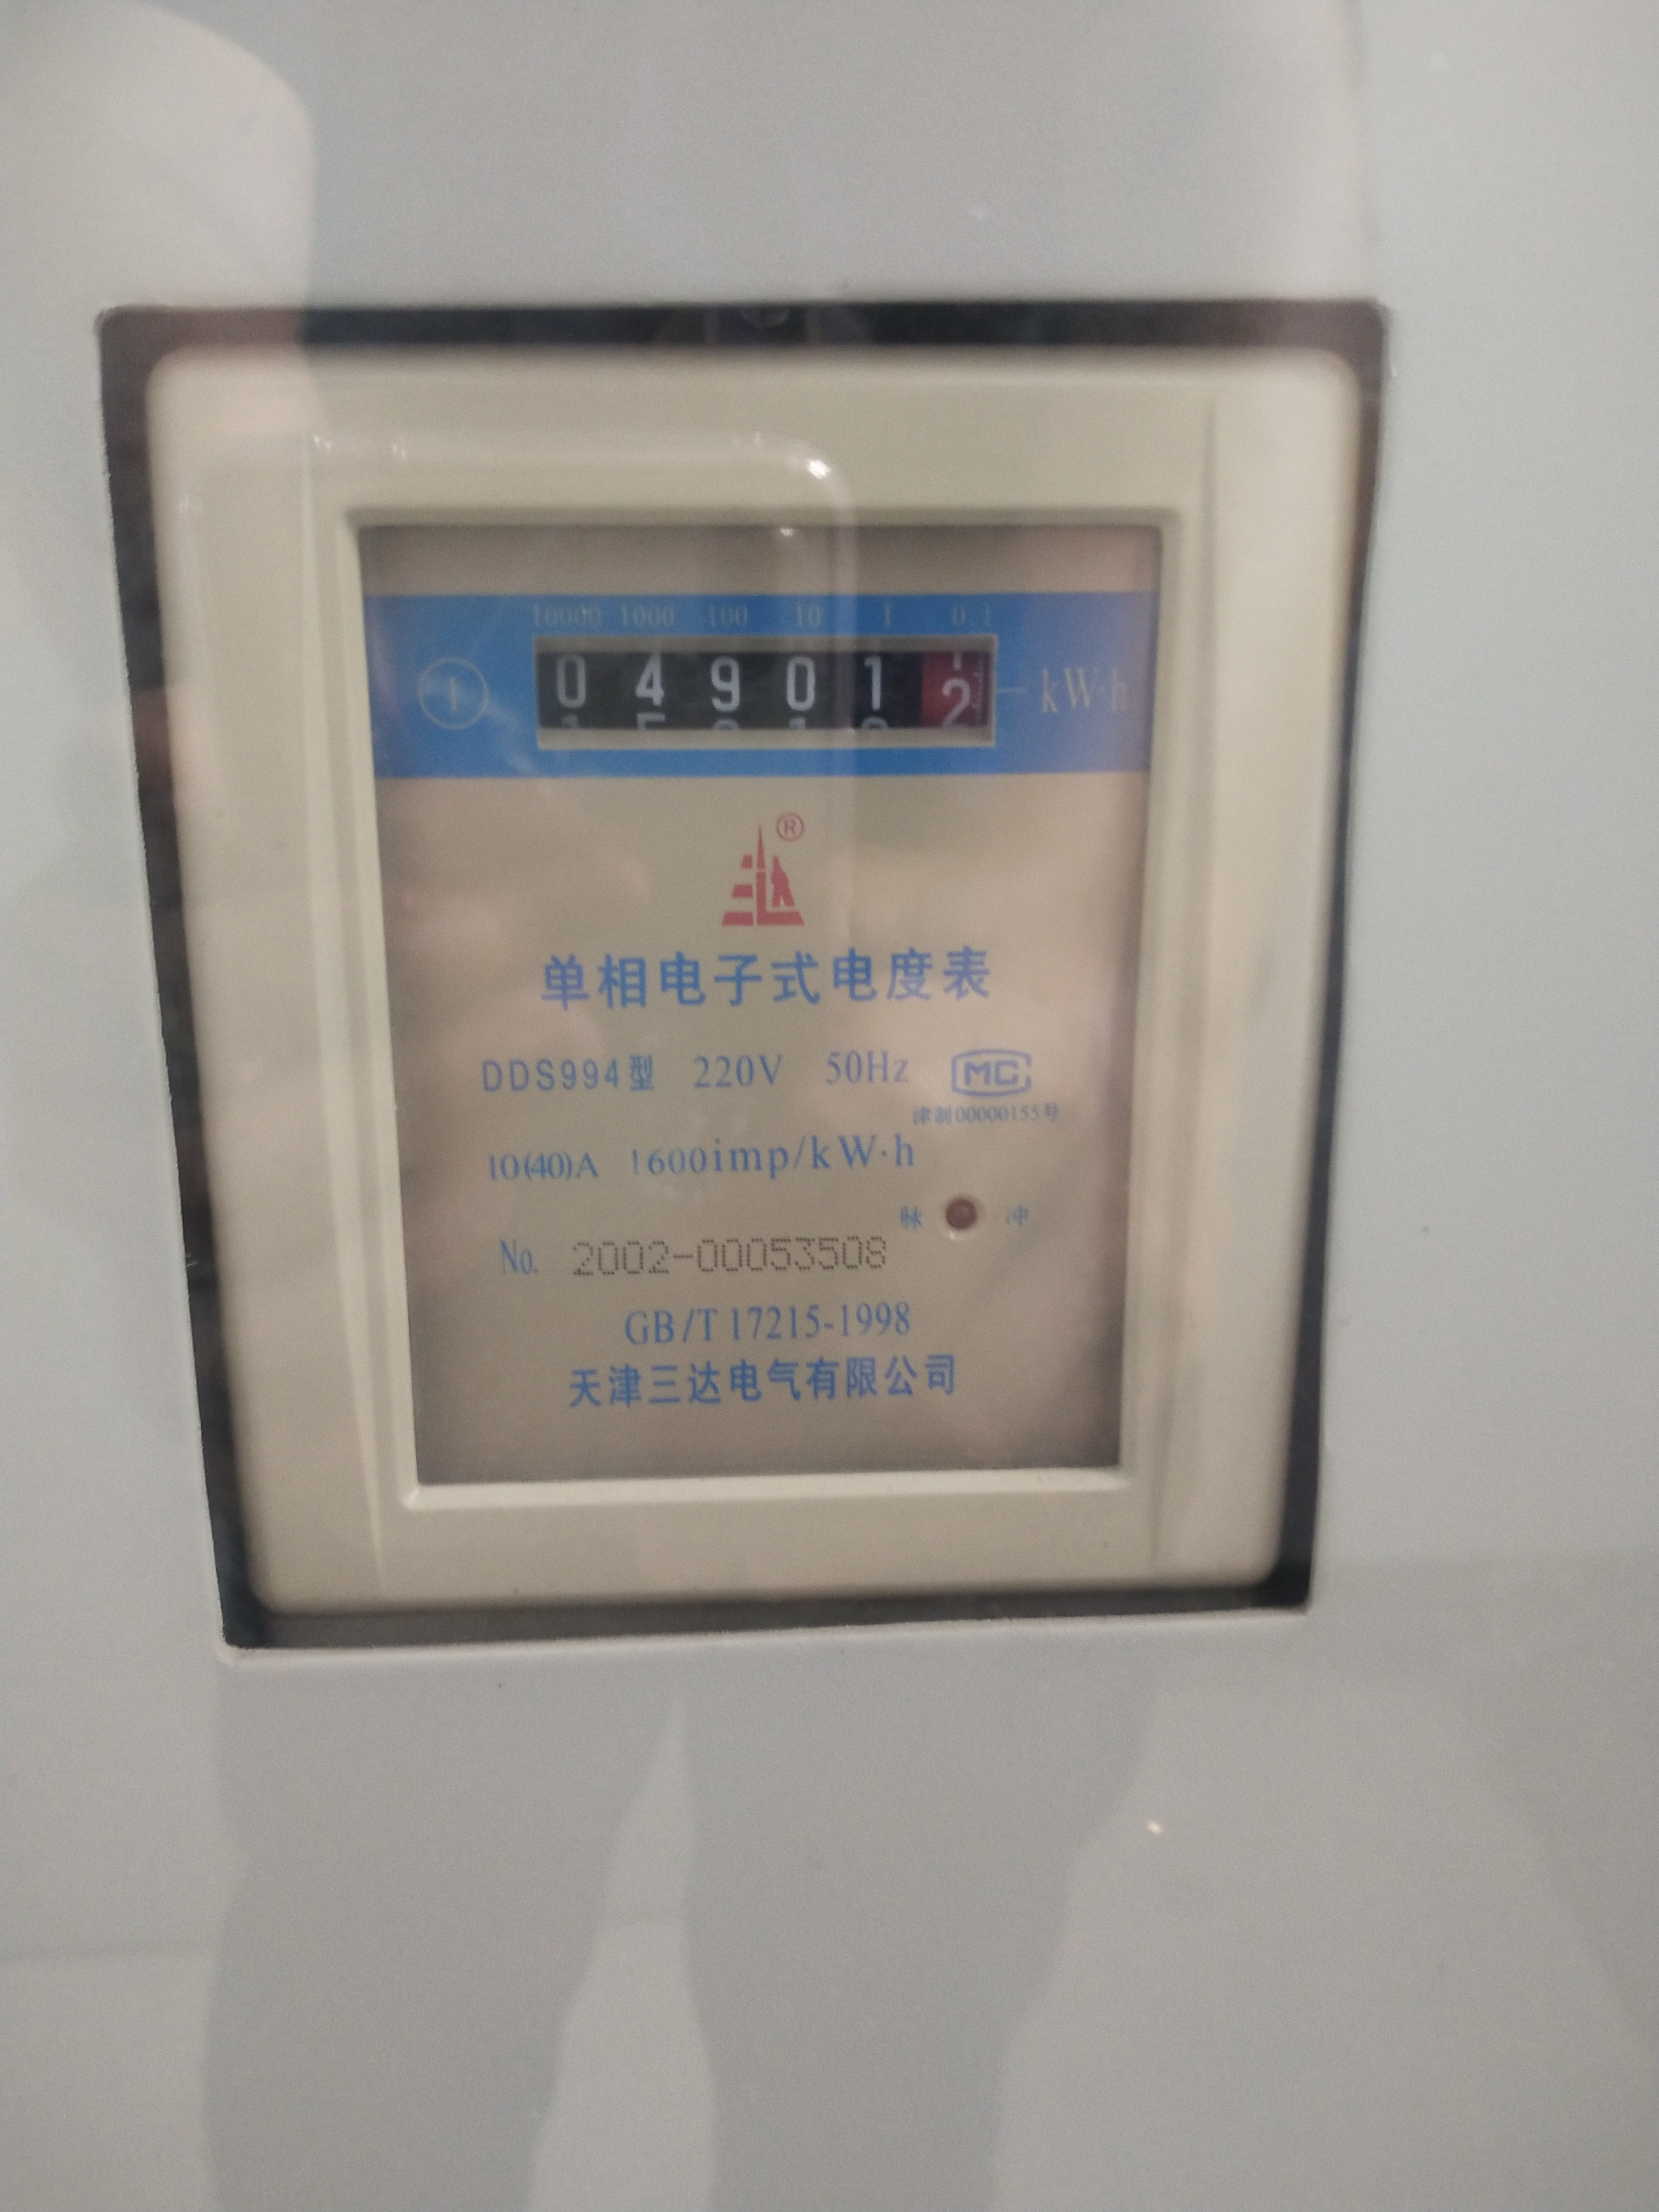 10000 1000 100 10 1 0.1
0 4 9 0 1 2 kW·h
®
单相电子式电度表
DDS994型 220V 50Hz MC
津制00000155号
10(40)A 1600imp/kW·h
脉 冲
No. 2002-00053508
GB/T 17215-1998
天津三达电气有限公司